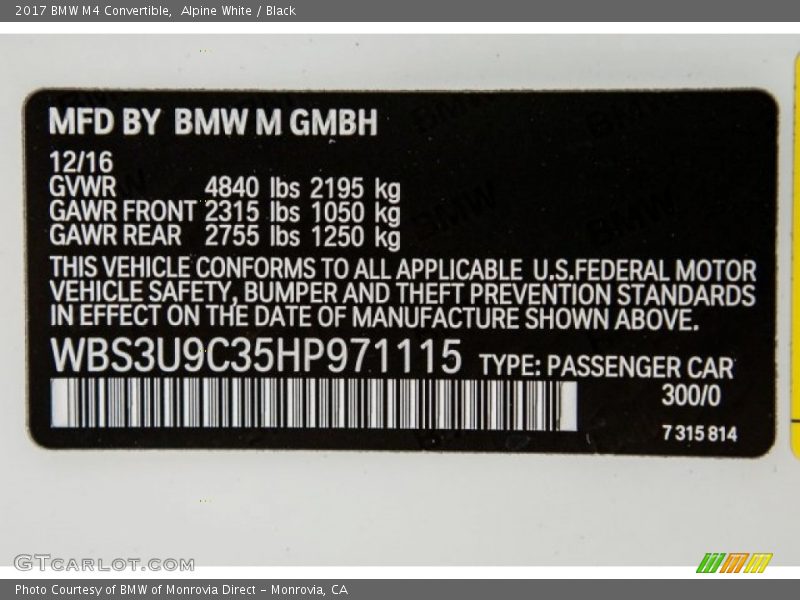 2017 BMW M4 Convertible,  Alpine White / Black
MFD BY BMW M GMBH
12/16
GVWR 4840 lbs 2195 kg
GAWR FRONT 2315 lbs 1050 kg
GAWR REAR 2755 lbs 1250 kg
THIS VEHICLE CONFORMS TO ALL APPLICABLE U.S.FEDERAL MOTOR
VEHICLE SAFETY, BUMPER AND THEFT PREVENTION STANDARDS
IN EFFECT ON THE DATE OF MANUFACTURE SHOWN ABOVE.
WBS3U9C35HP971115 TYPE: PASSENGER CAR
300/0
7 315 814
GTCARLOT.COM
Photo Courtesy of BMW of Monrovia Direct - Monrovia, CA